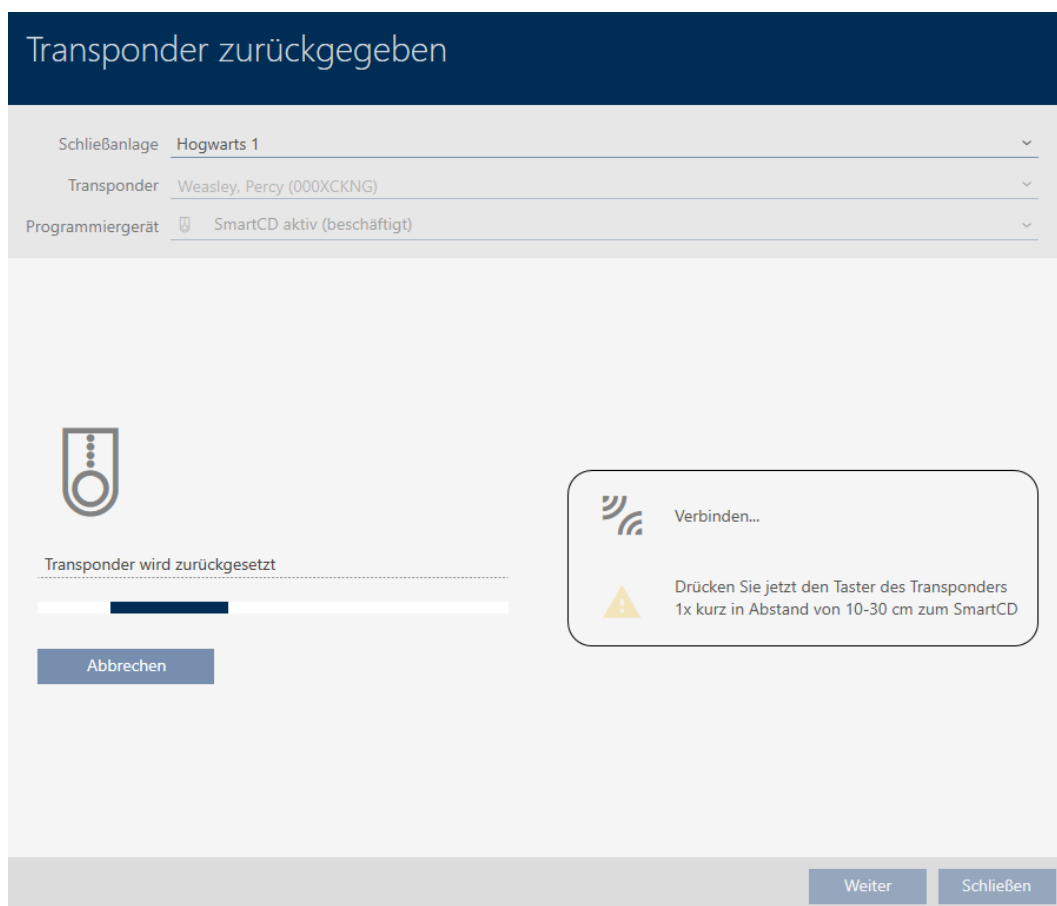 Transponder zurückgegeben
Schließanlage Hogwarts 1
Transponder Weasley, Percy (000XCKNG)
Programmiergerät SmartCD aktiv (beschäftigt)
Verbinden...
Transponder wird zurückgesetzt
Drücken Sie jetzt den Taster des Transponders
1x kurz in Abstand von 10-30 cm zum SmartCD
Abbrechen
Weiter Schließen